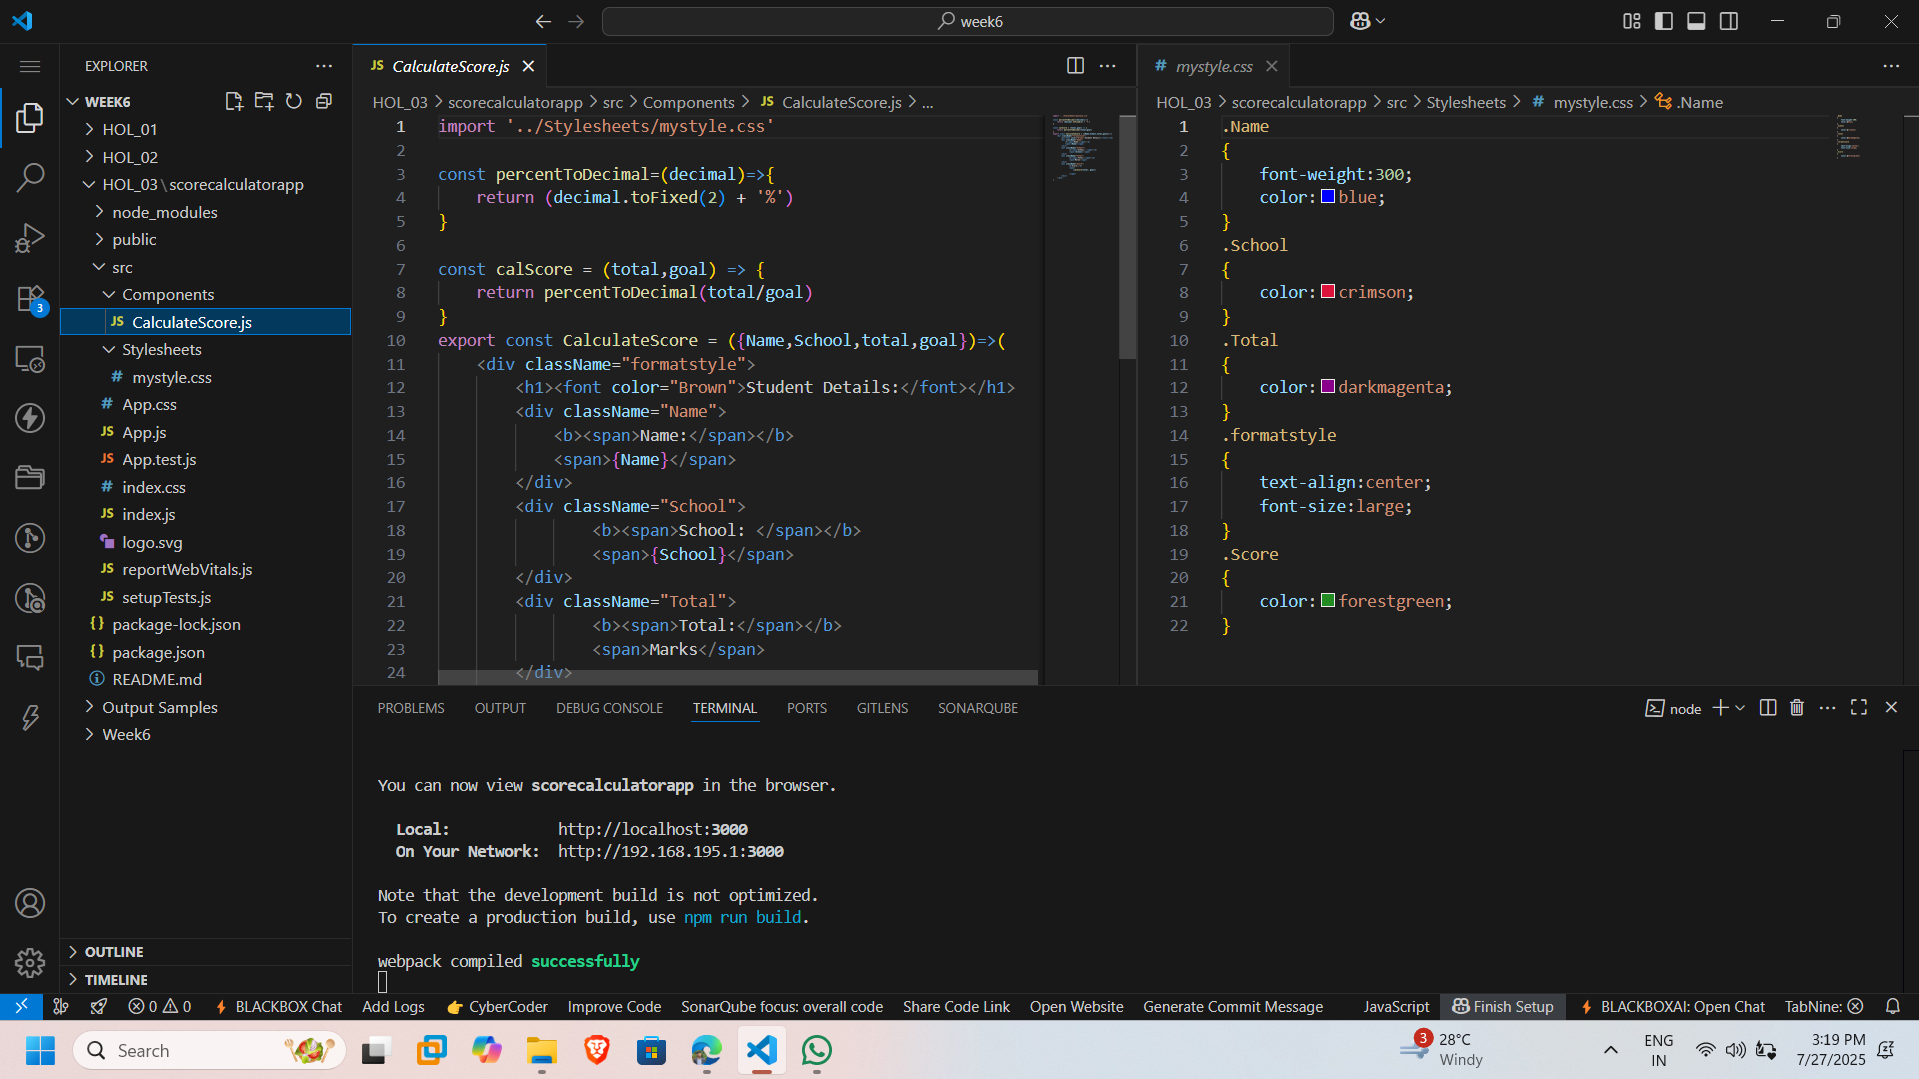 week6
EXPLORER
WEEK6
HOL_01
HOL_02
HOL_03\scorecalculatorapp
node_modules
public
src
Components
JS CalculateScore.js
Stylesheets
# mystyle.css
# App.css
JS App.js
JS App.test.js
# index.css
JS index.js
logo.svg
JS reportWebVitals.js
JS setupTests.js
{} package-lock.json
{} package.json
README.md
Output Samples
Week6
OUTLINE
TIMELINE
3
JS CalculateScore.js
HOL_03 > scorecalculatorapp > src > Components > JS CalculateScore.js > ...
1 import '../Stylesheets/mystyle.css'
2
3 const percentToDecimal=(decimal)=>{
4 return (decimal.toFixed(2) + '%')
5 }
6
7 const calScore = (total,goal) => {
8 return percentToDecimal(total/goal)
9 }
10 export const CalculateScore = ({Name,School,total,goal})=>(
11 <div className="formatstyle">
12 <h1><font color="Brown">Student Details:</font></h1>
13 <div className="Name">
14 <b><span>Name:</span></b>
15 <span>{Name}</span>
16 </div>
17 <div className="School">
18 <b><span>School: </span></b>
19 <span>{School}</span>
20 </div>
21 <div className="Total">
22 <b><span>Total:</span></b>
23 <span>Marks</span>
24 </div>
# mystyle.css
HOL_03 > scorecalculatorapp > src > Stylesheets > # mystyle.css > .Name
1 .Name
2 {
3 font-weight:300;
4 color:blue;
5 }
6 .School
7 {
8 color:crimson;
9 }
10 .Total
11 {
12 color:darkmagenta;
13 }
14 .formatstyle
15 {
16 text-align:center;
17 font-size:large;
18 }
19 .Score
20 {
21 color:forestgreen;
22 }
PROBLEMS OUTPUT DEBUG CONSOLE TERMINAL PORTS GITLENS SONARQUBE
node
You can now view scorecalculatorapp in the browser.
Local: http://localhost:3000
On Your Network: http://192.168.195.1:3000
Note that the development build is not optimized.
To create a production build, use npm run build.
webpack compiled successfully
0 0 BLACKBOX Chat Add Logs CyberCoder Improve Code SonarQube focus: overall code Share Code Link Open Website Generate Commit Message JavaScript Finish Setup BLACKBOXAI: Open Chat TabNine:
Search
3
28°C
Windy
ENG
IN
3:19 PM
7/27/2025